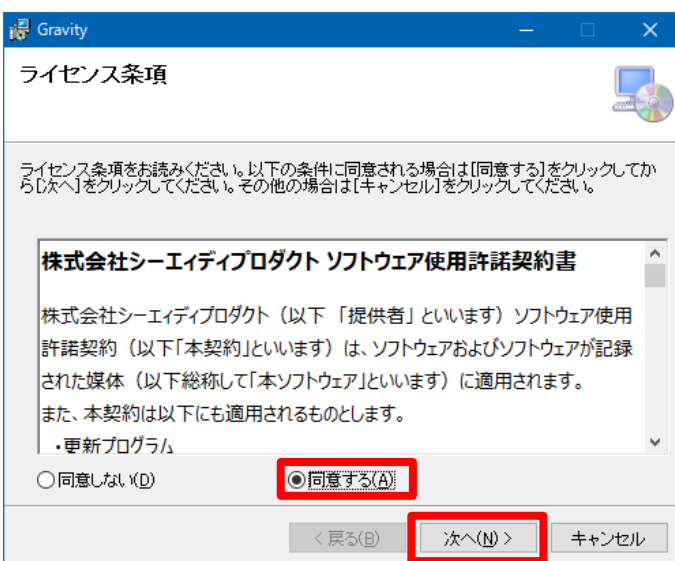 Gravity
ライセンス条項
ライセンス条項をお読みください。以下の条件に同意される場合は[同意する]をクリックしてか
ら[次へ]をクリックしてください。その他の場合は[キャンセル]をクリックしてください。
株式会社シーエィディプロダクト ソフトウェア使用許諾契約書
株式会社シーエィディプロダクト（以下 「提供者」 といいます）ソフトウェア使用
許諾契約（以下「本契約」といいます）は、ソフトウェアおよびソフトウェアが記録
された媒体（以下総称して「本ソフトウェア」といいます）に適用されます。
また、本契約は以下にも適用されるものとします。
・更新プログラム
同意しない(D) 同意する(A)
< 戻る(B) 次へ(N) > キャンセル